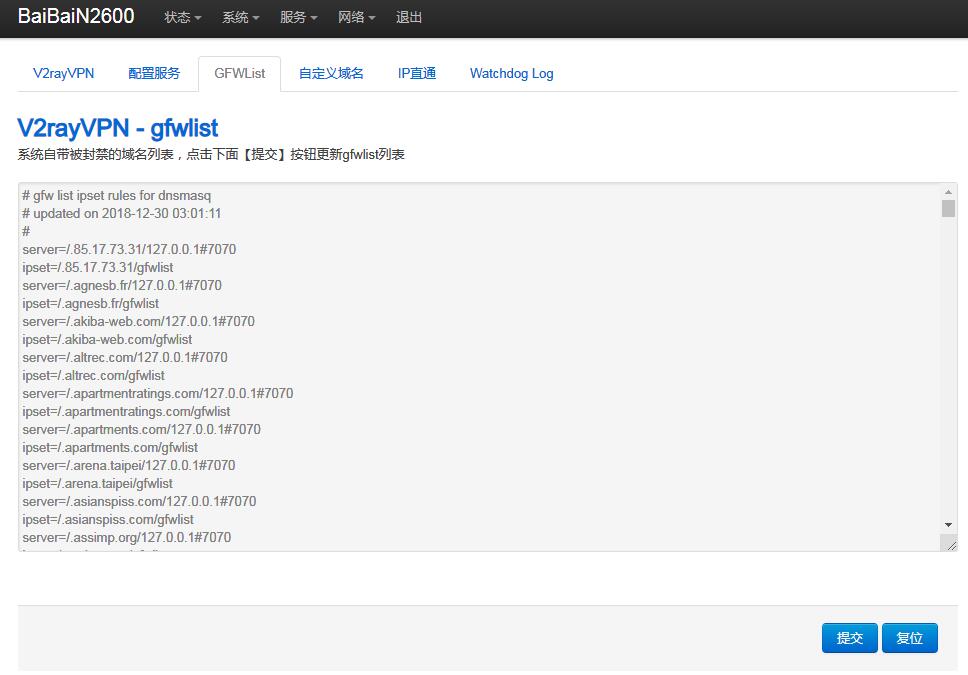 BaiBaiN2600 状态 系统 服务 网络 退出
V2rayVPN 配置服务 GFWList 自定义域名 IP直通 Watchdog Log
V2rayVPN - gfwlist
系统自带被封禁的域名列表，点击下面【提交】按钮更新gfwlist列表
# gfw list ipset rules for dnsmasq
# updated on 2018-12-30 03:01:11
#
server=/.85.17.73.31/127.0.0.1#7070
ipset=/.85.17.73.31/gfwlist
server=/.agnesb.fr/127.0.0.1#7070
ipset=/.agnesb.fr/gfwlist
server=/.akiba-web.com/127.0.0.1#7070
ipset=/.akiba-web.com/gfwlist
server=/.altrec.com/127.0.0.1#7070
ipset=/.altrec.com/gfwlist
server=/.apartmentratings.com/127.0.0.1#7070
ipset=/.apartmentratings.com/gfwlist
server=/.apartments.com/127.0.0.1#7070
ipset=/.apartments.com/gfwlist
server=/.arena.taipei/127.0.0.1#7070
ipset=/.arena.taipei/gfwlist
server=/.asianspiss.com/127.0.0.1#7070
ipset=/.asianspiss.com/gfwlist
server=/.assimp.org/127.0.0.1#7070
提交 复位